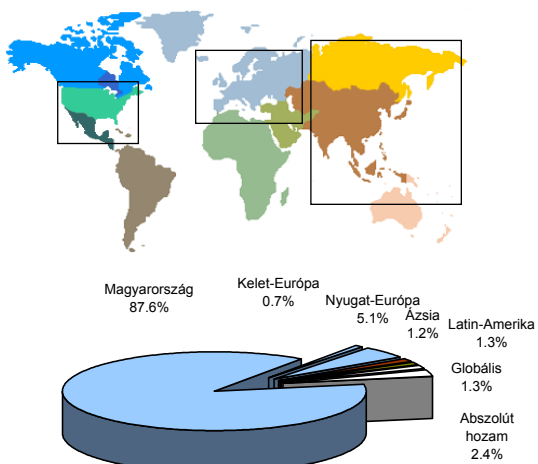 Magyarország
87.6%
Kelet-Európa
0.7%
Nyugat-Európa
5.1%
Ázsia
1.2%
Latin-Amerika
1.3%
Globális
1.3%
Abszolút
hozam
2.4%